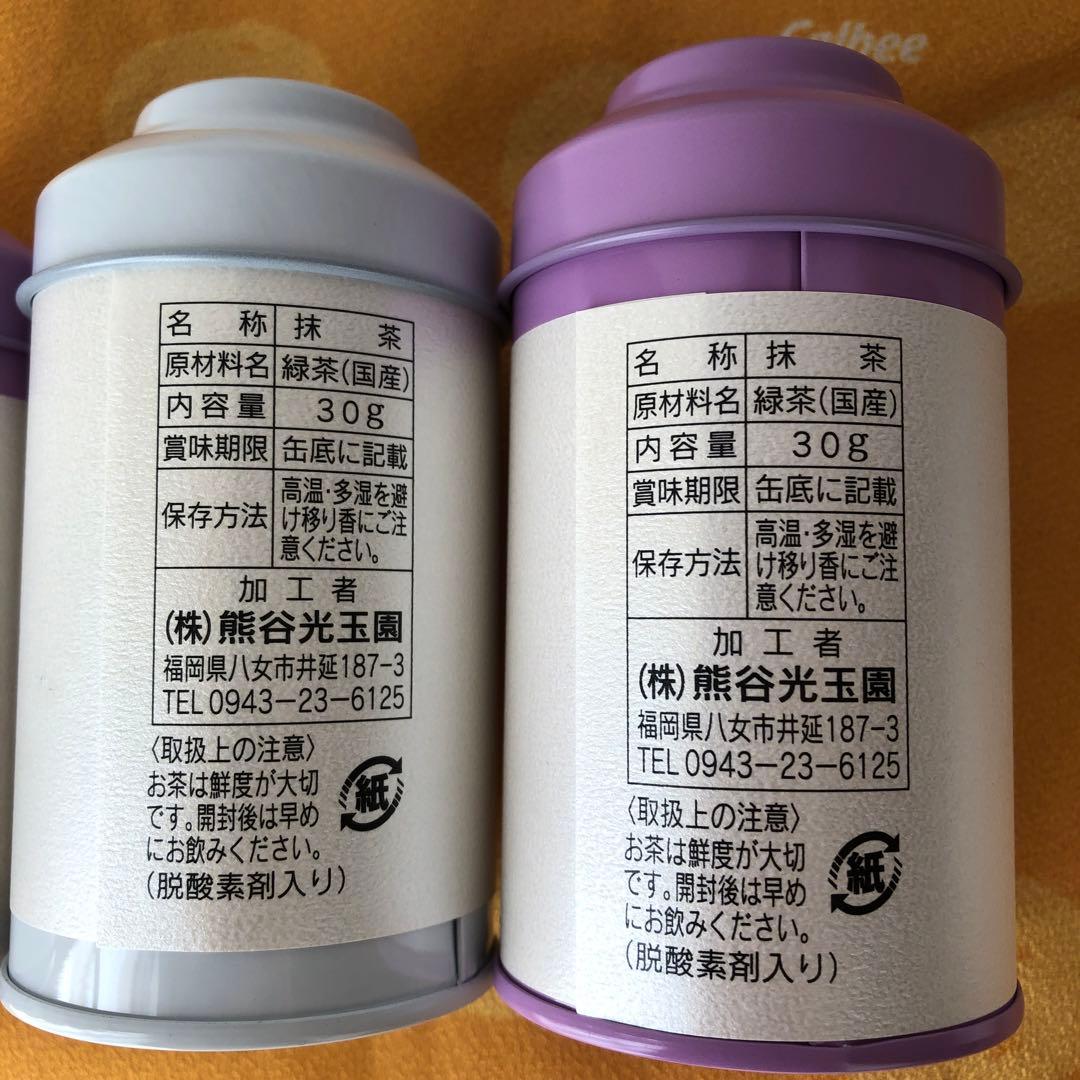 Calbee
名称 抹茶
原材料名 緑茶(国産)
内容量 30g
賞味期限 缶底に記載
保存方法 高温・多湿を避
け移り香にご注
意ください。
加工者
(株)熊谷光玉園
福岡県八女市井延187-3
TEL0943-23-6125
〈取扱上の注意〉
お茶は鮮度が大切
です。開封後は早め
にお飲みください。
(脱酸素剤入り)
紙
名称 抹茶
原材料名 緑茶(国産)
内容量 30g
賞味期限 缶底に記載
保存方法 高温・多湿を避
け移り香にご注
意ください。
加工者
(株)熊谷光玉園
福岡県八女市井延187-3
TEL0943-23-6125
〈取扱上の注意〉
お茶は鮮度が大切
です。開封後は早め
にお飲みください。
(脱酸素剤入り)
紙